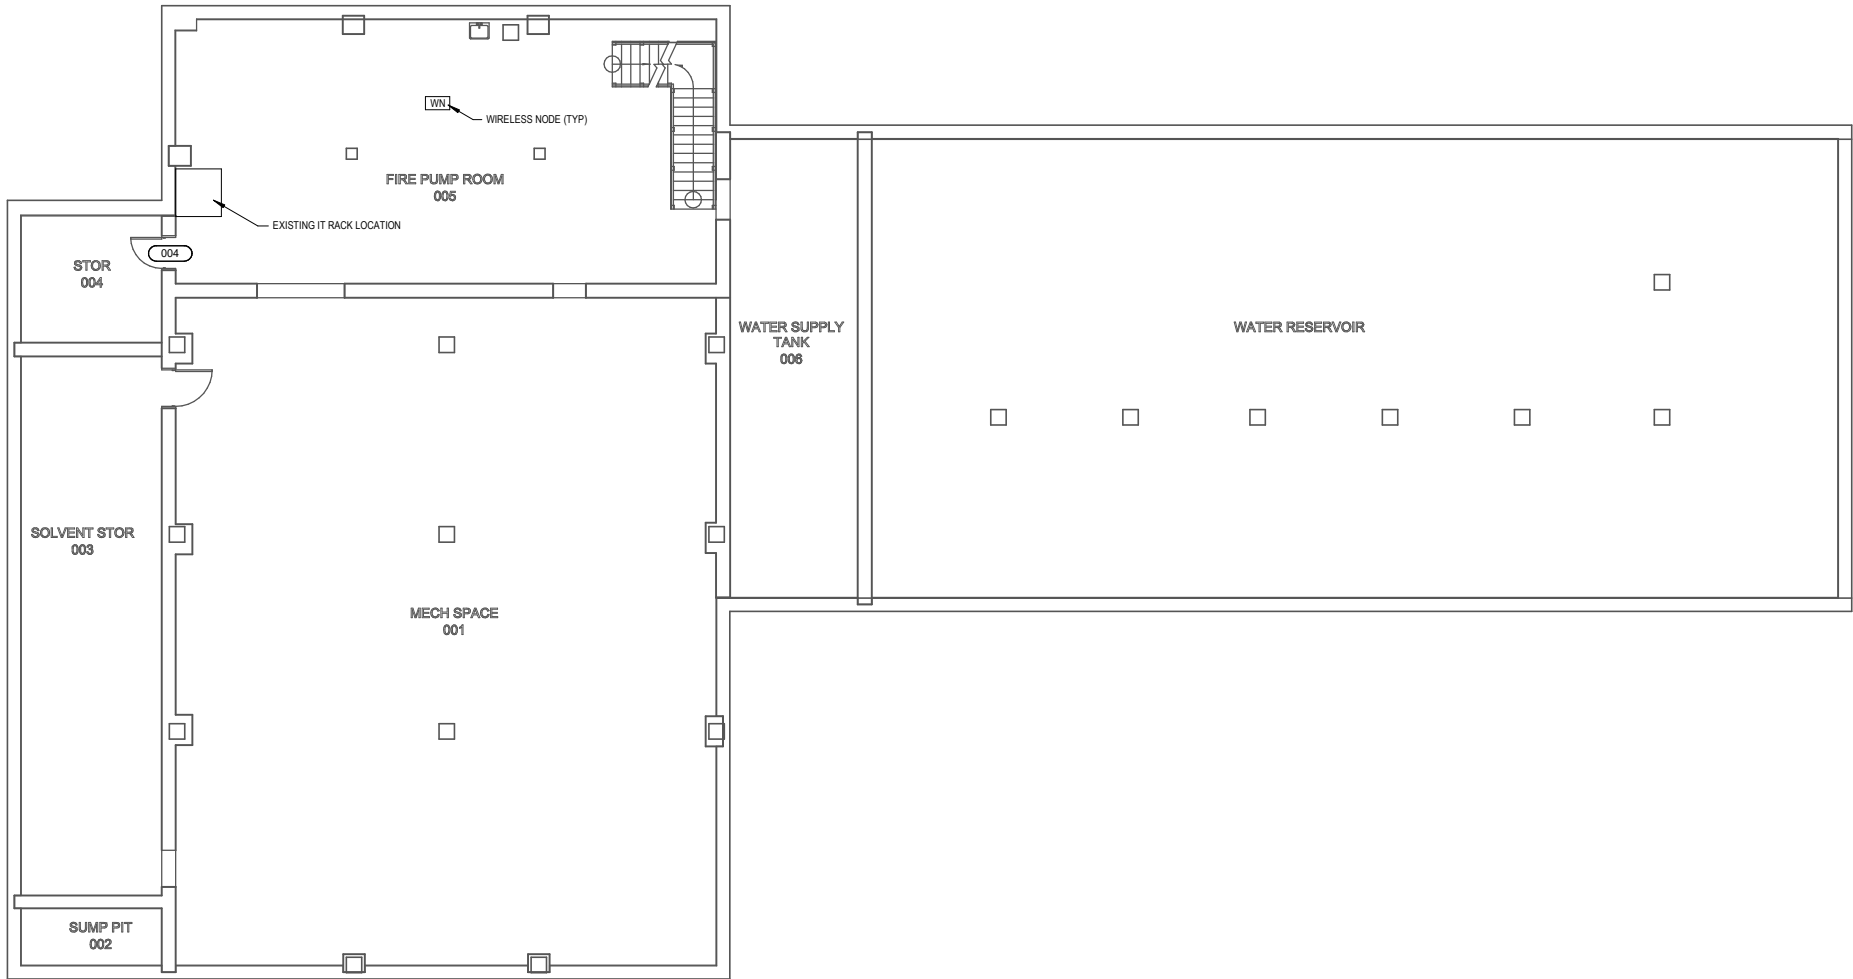 WN
WIRELESS NODE (TYP)
FIRE PUMP ROOM
005
EXISTING IT RACK LOCATION
004
STOR
004
WATER SUPPLY
TANK
006
WATER RESERVOIR
SOLVENT STOR
003
MECH SPACE
001
SUMP PIT
002